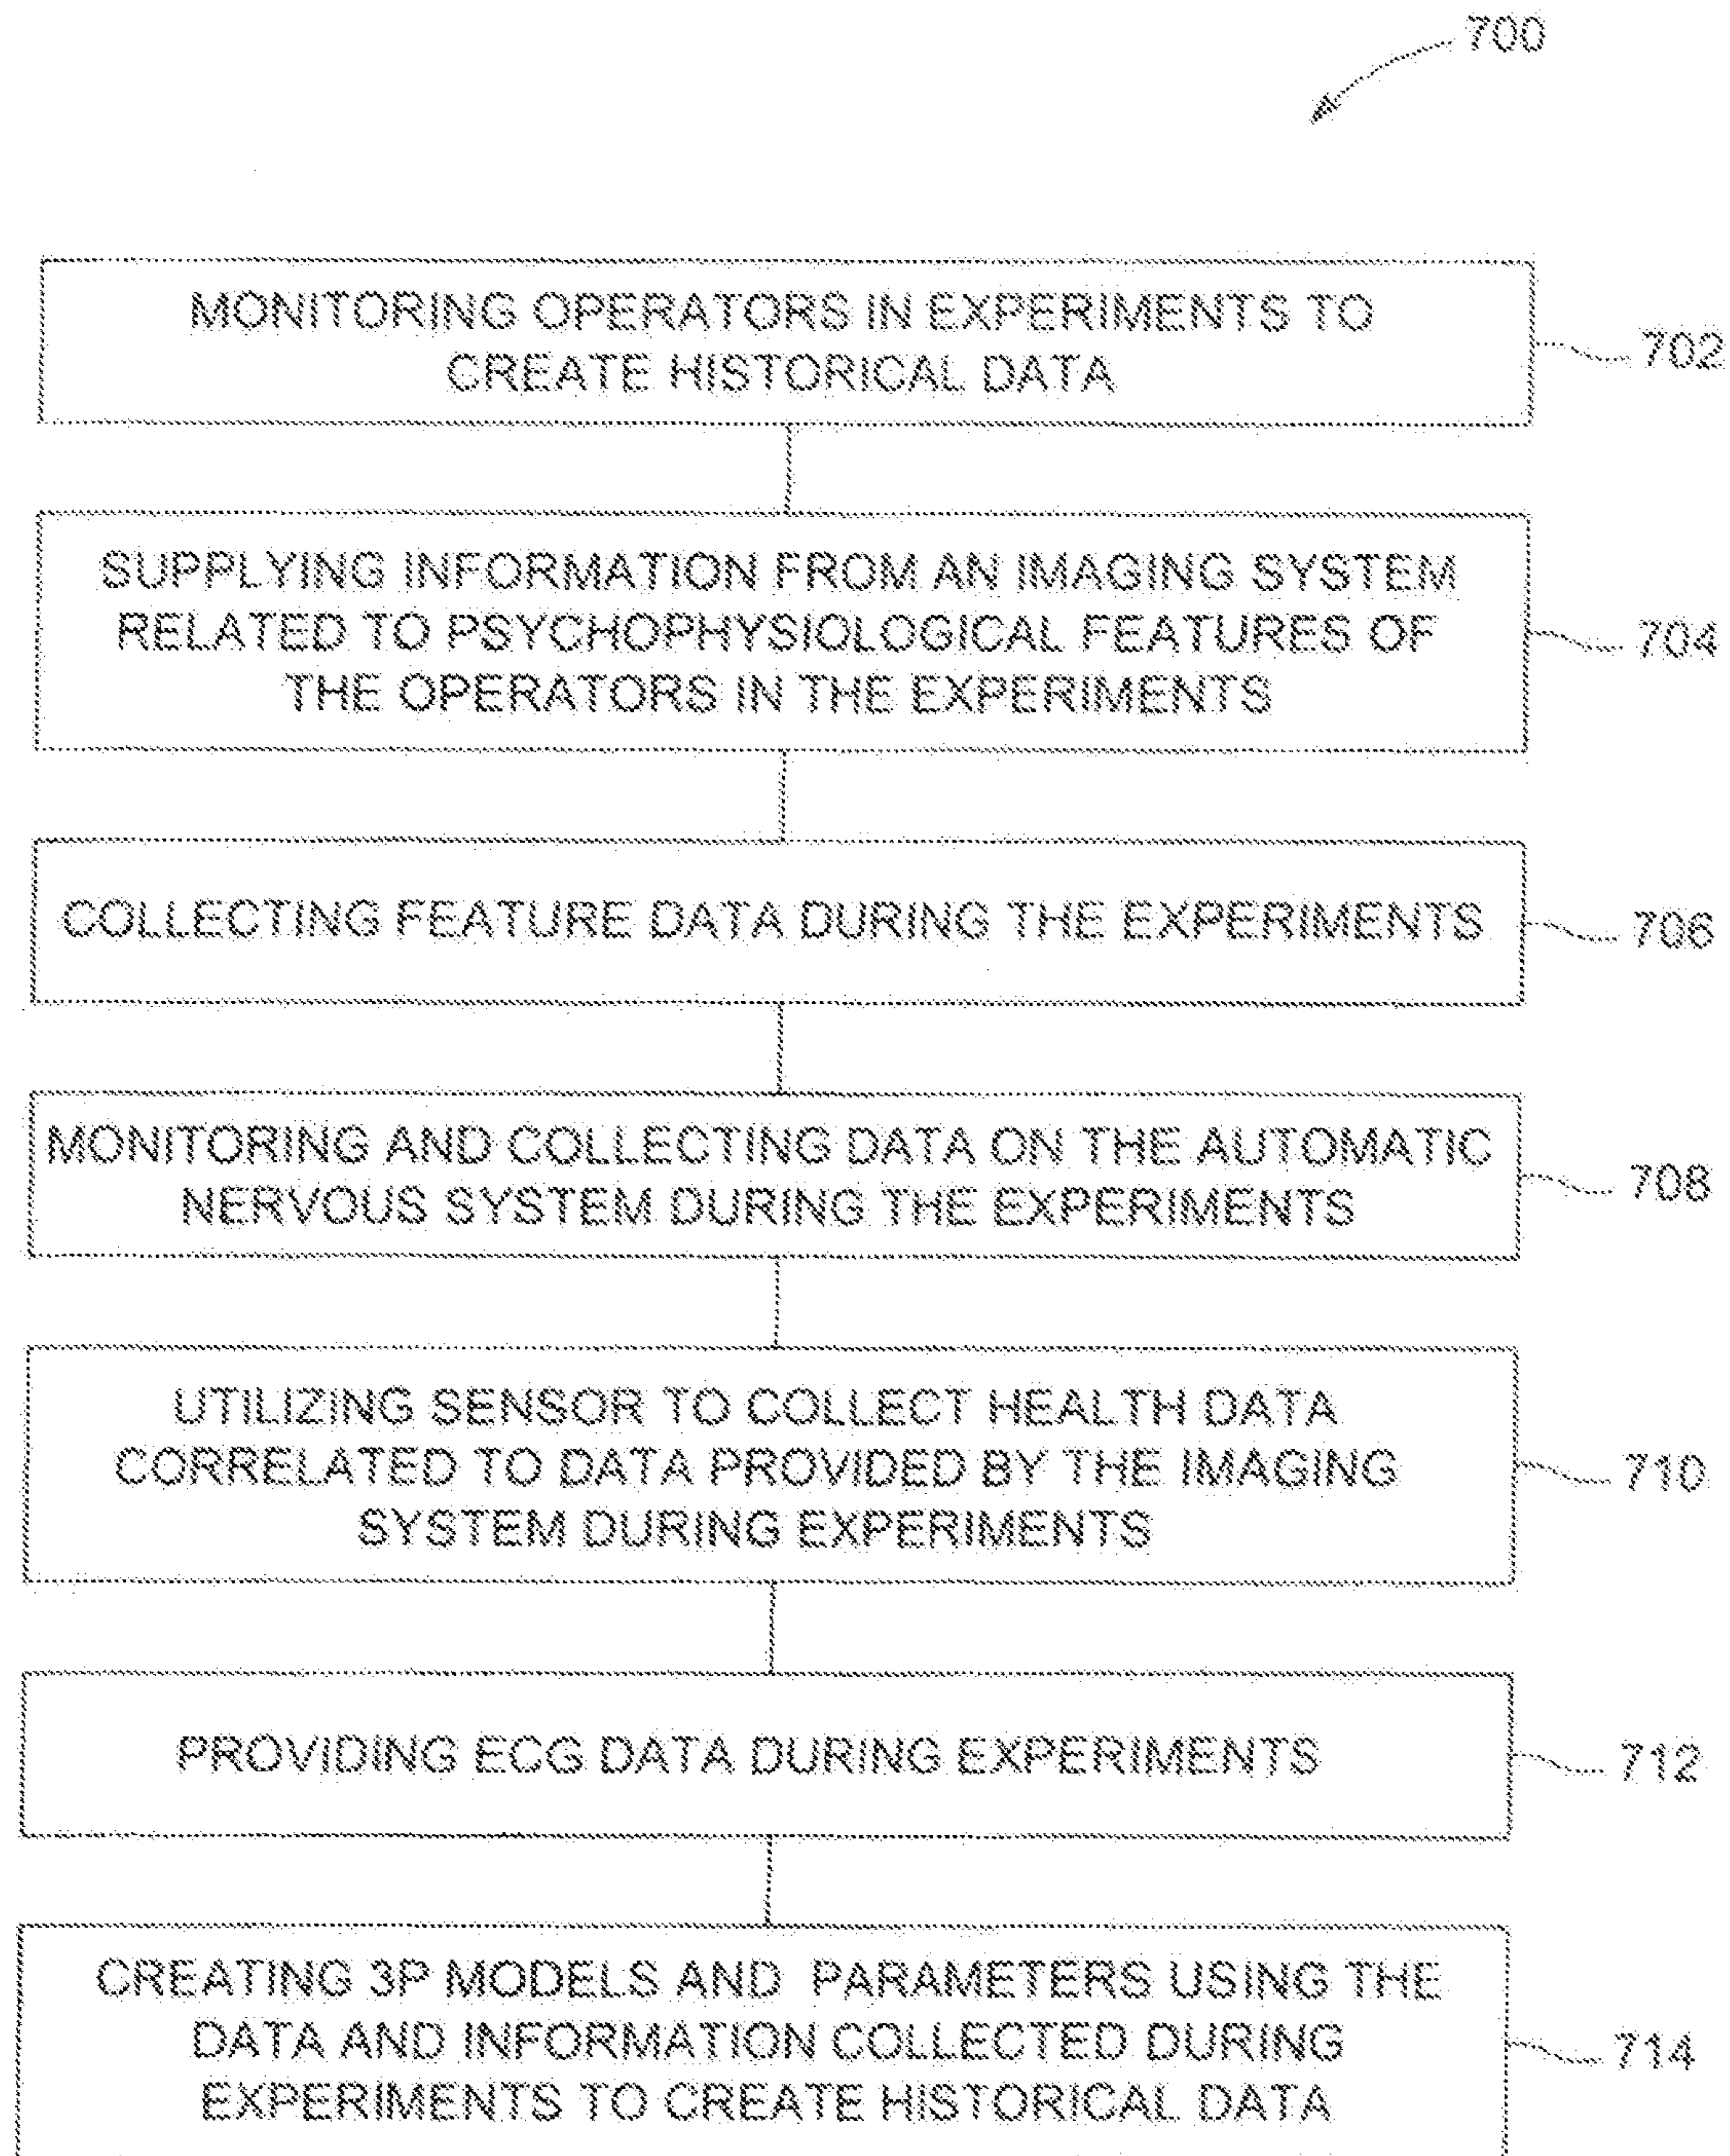 700
MONITORING OPERATORS IN EXPERIMENTS TO
CREATE HISTORICAL DATA
702
SUPPLYING INFORMATION FROM AN IMAGING SYSTEM
RELATED TO PSYCHOPHYSIOLOGICAL FEATURES OF
THE OPERATORS IN THE EXPERIMENTS
704
COLLECTING FEATURE DATA DURING THE EXPERIMENTS
706
MONITORING AND COLLECTING DATA ON THE AUTOMATIC
NERVOUS SYSTEM DURING THE EXPERIMENTS
708
UTILIZING SENSOR TO COLLECT HEALTH DATA
CORRELATED TO DATA PROVIDED BY THE IMAGING
SYSTEM DURING EXPERIMENTS
710
PROVIDING ECG DATA DURING EXPERIMENTS
712
CREATING 3P MODELS AND PARAMETERS USING THE
DATA AND INFORMATION COLLECTED DURING
EXPERIMENTS TO CREATE HISTORICAL DATA
714